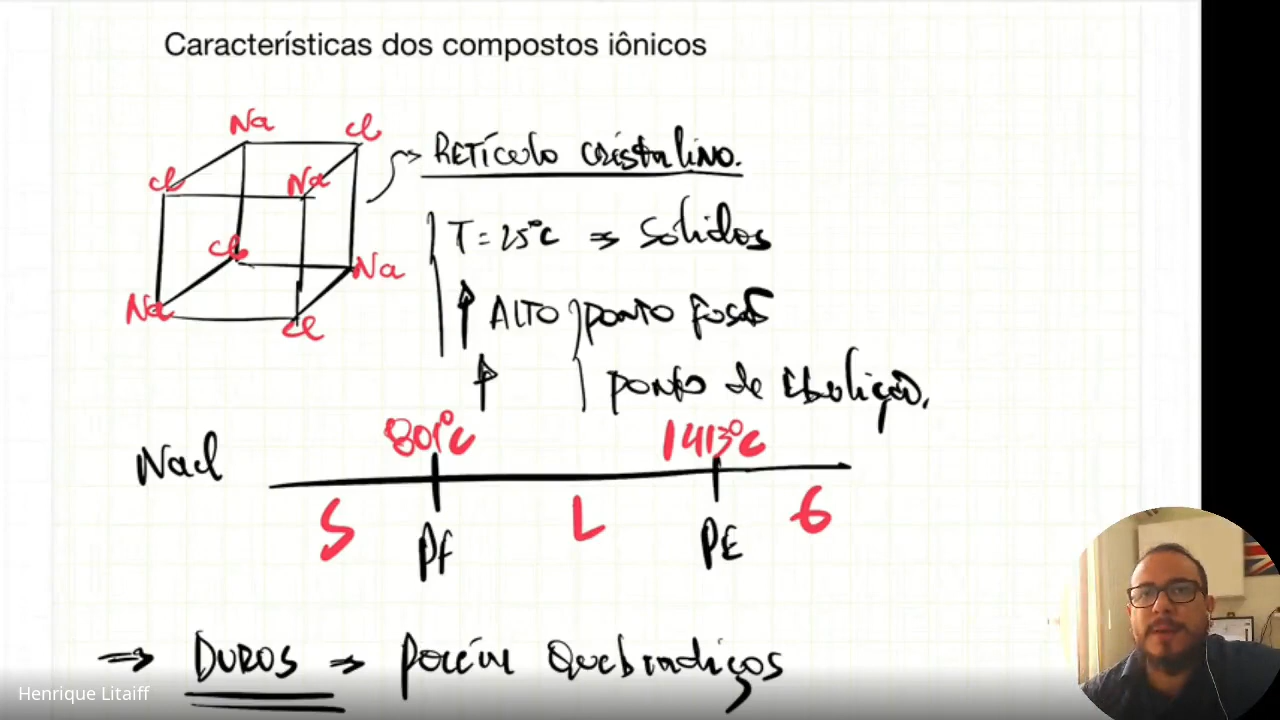 Características dos compostos iônicos
Na Cl
Cl Na
RETÍCULO CRISTALINO.
T = 25°C ⇒ Sólidos
Cl Na
Na Cl
↑ ALTO ponto fusão
↑ ponto de Ebulição.
NaCl 801°C 1413°C
S L G
PF PE
⇒ DUROS ⇒ porém Quebradiços
Henrique Litaiff